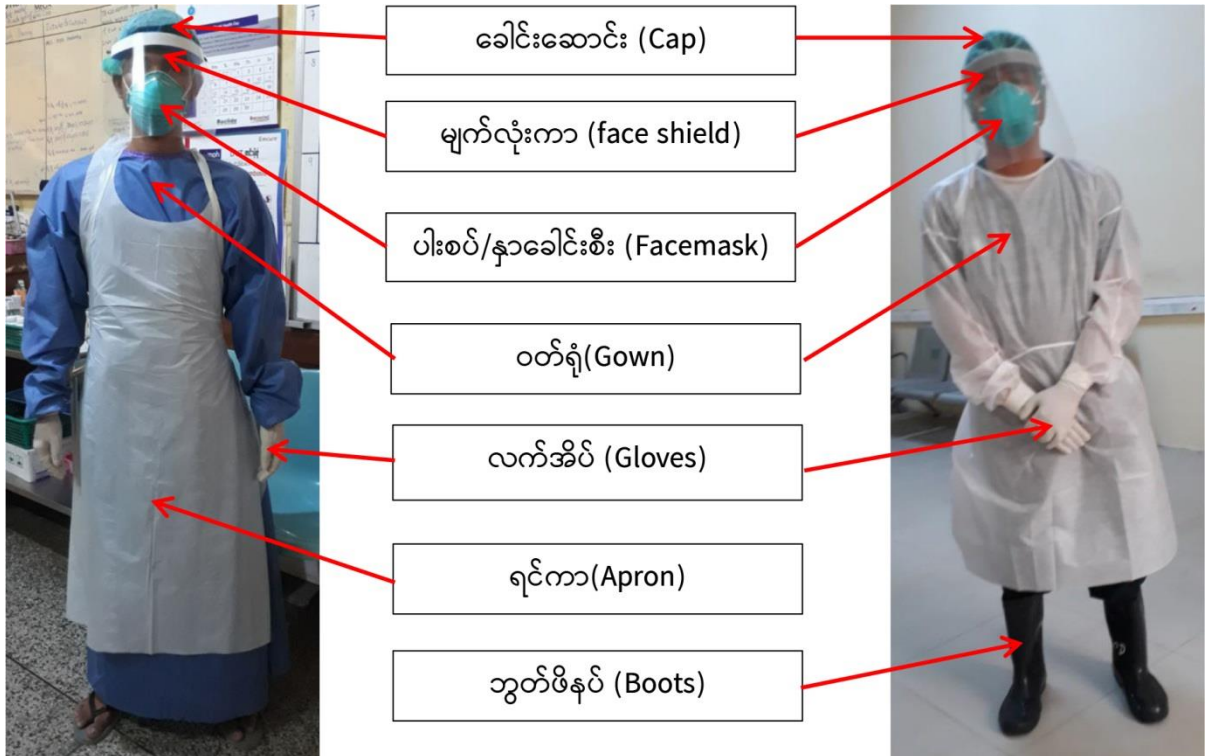 ခေါင်းဆောင်း (Cap)
မျက်လုံးကာ (face shield)
ပါးစပ်/နှာခေါင်းစီး (Facemask)
ဝတ်ရုံ(Gown)
လက်အိပ် (Gloves)
ရင်ကာ(Apron)
ဘွတ်ဖိနပ် (Boots)